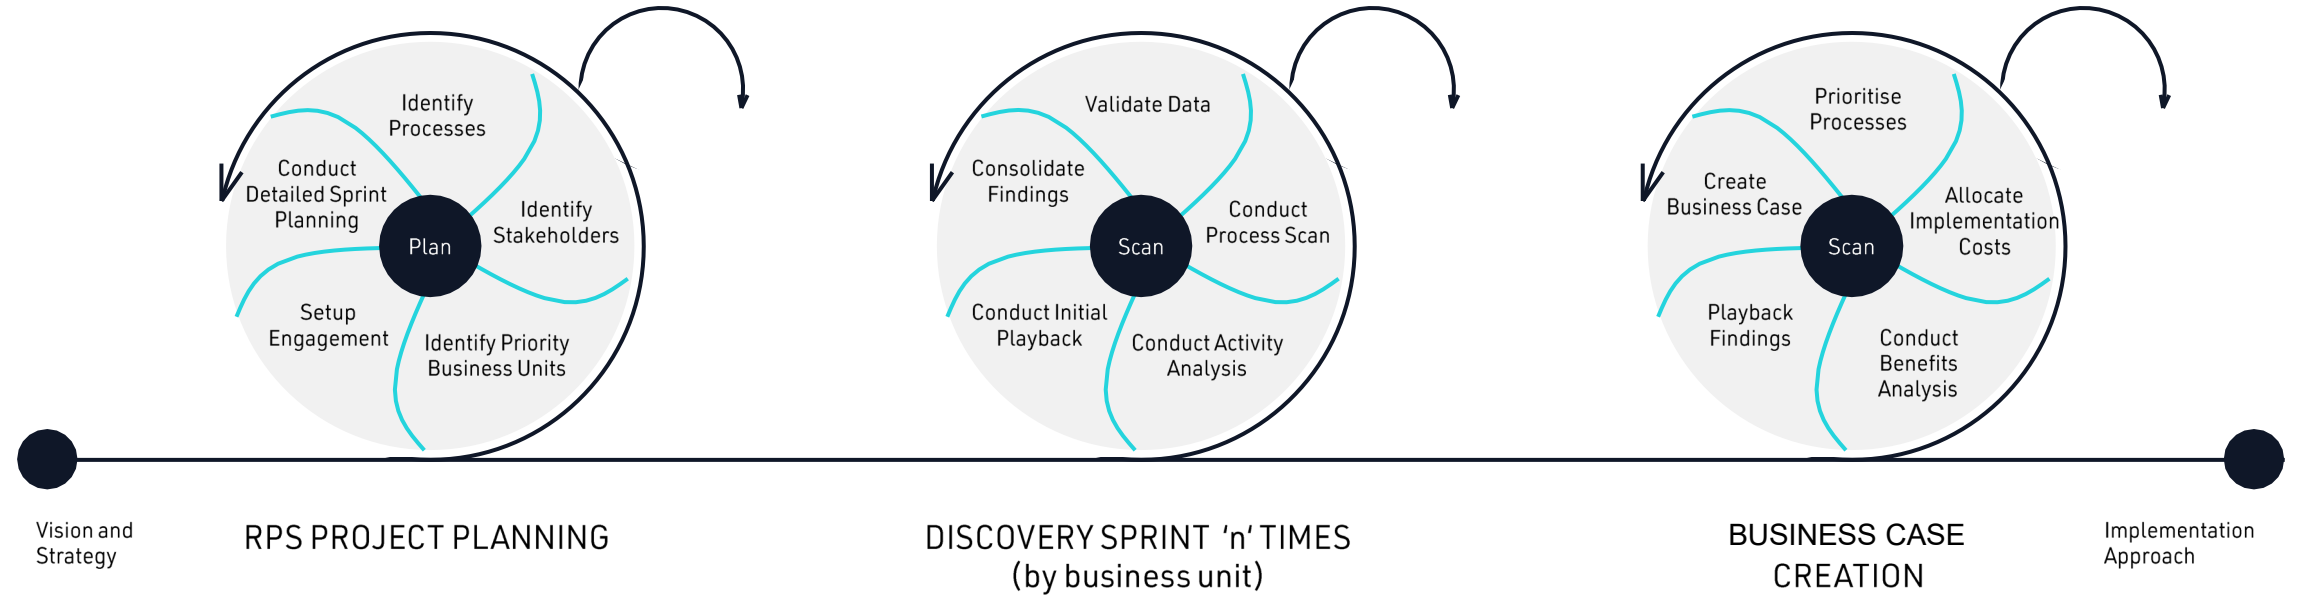 Identify
Processes
Conduct
Detailed Sprint
Planning
Identify
Stakeholders
Plan
Setup
Engagement
Identify Priority
Business Units
Validate Data
Consolidate
Findings
Conduct
Process Scan
Scan
Conduct Initial
Playback
Conduct Activity
Analysis
Prioritise
Processes
Create
Business Case
Allocate
Implementation
Costs
Scan
Playback
Findings
Conduct
Benefits
Analysis
Vision and
Strategy
RPS PROJECT PLANNING
DISCOVERY SPRINT ‘n‘ TIMES
(by business unit)
BUSINESS CASE
CREATION
Implementation
Approach